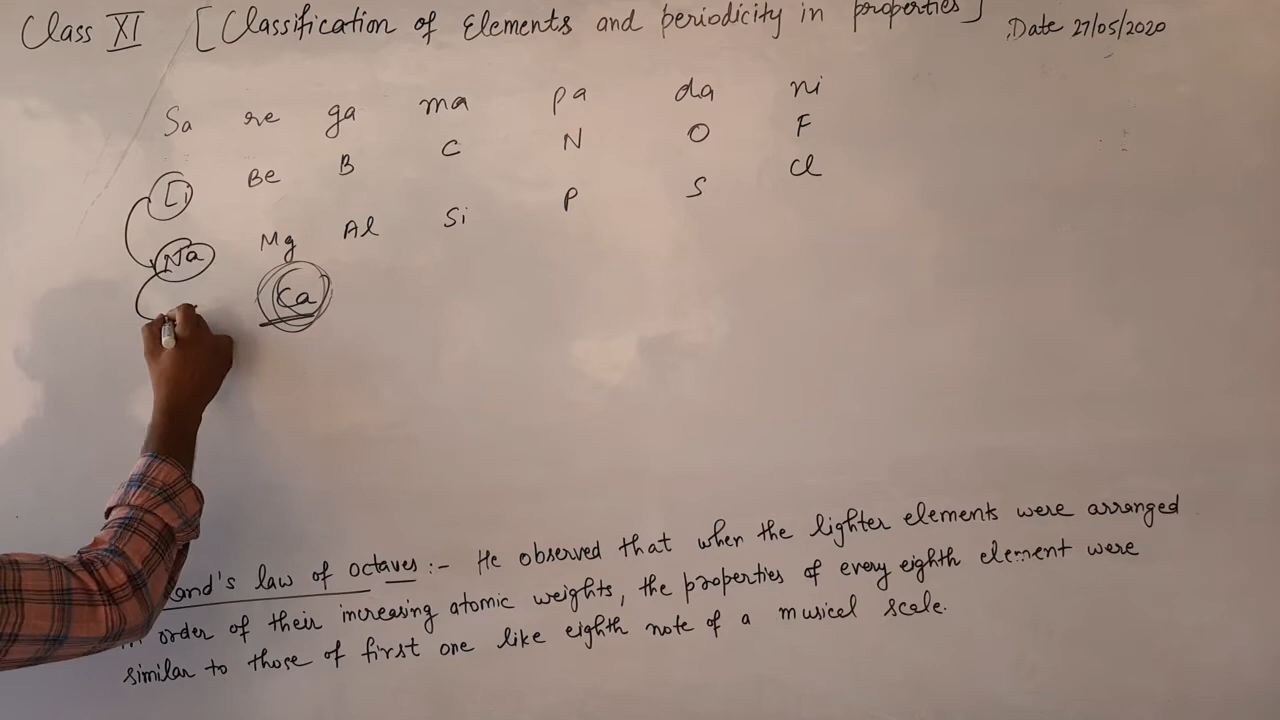 Class XI [Classification of Elements and periodicity in properties] Date 27/05/2020
Sa re ga ma pa da ni
Li Be B C N O F
Na Mg Al Si P S Cl
Ca
and's law of octaves :- He observed that when the lighter elements were arranged
order of their increasing atomic weights, the properties of every eighth element were
similar to those of first one like eighth note of a musical scale.